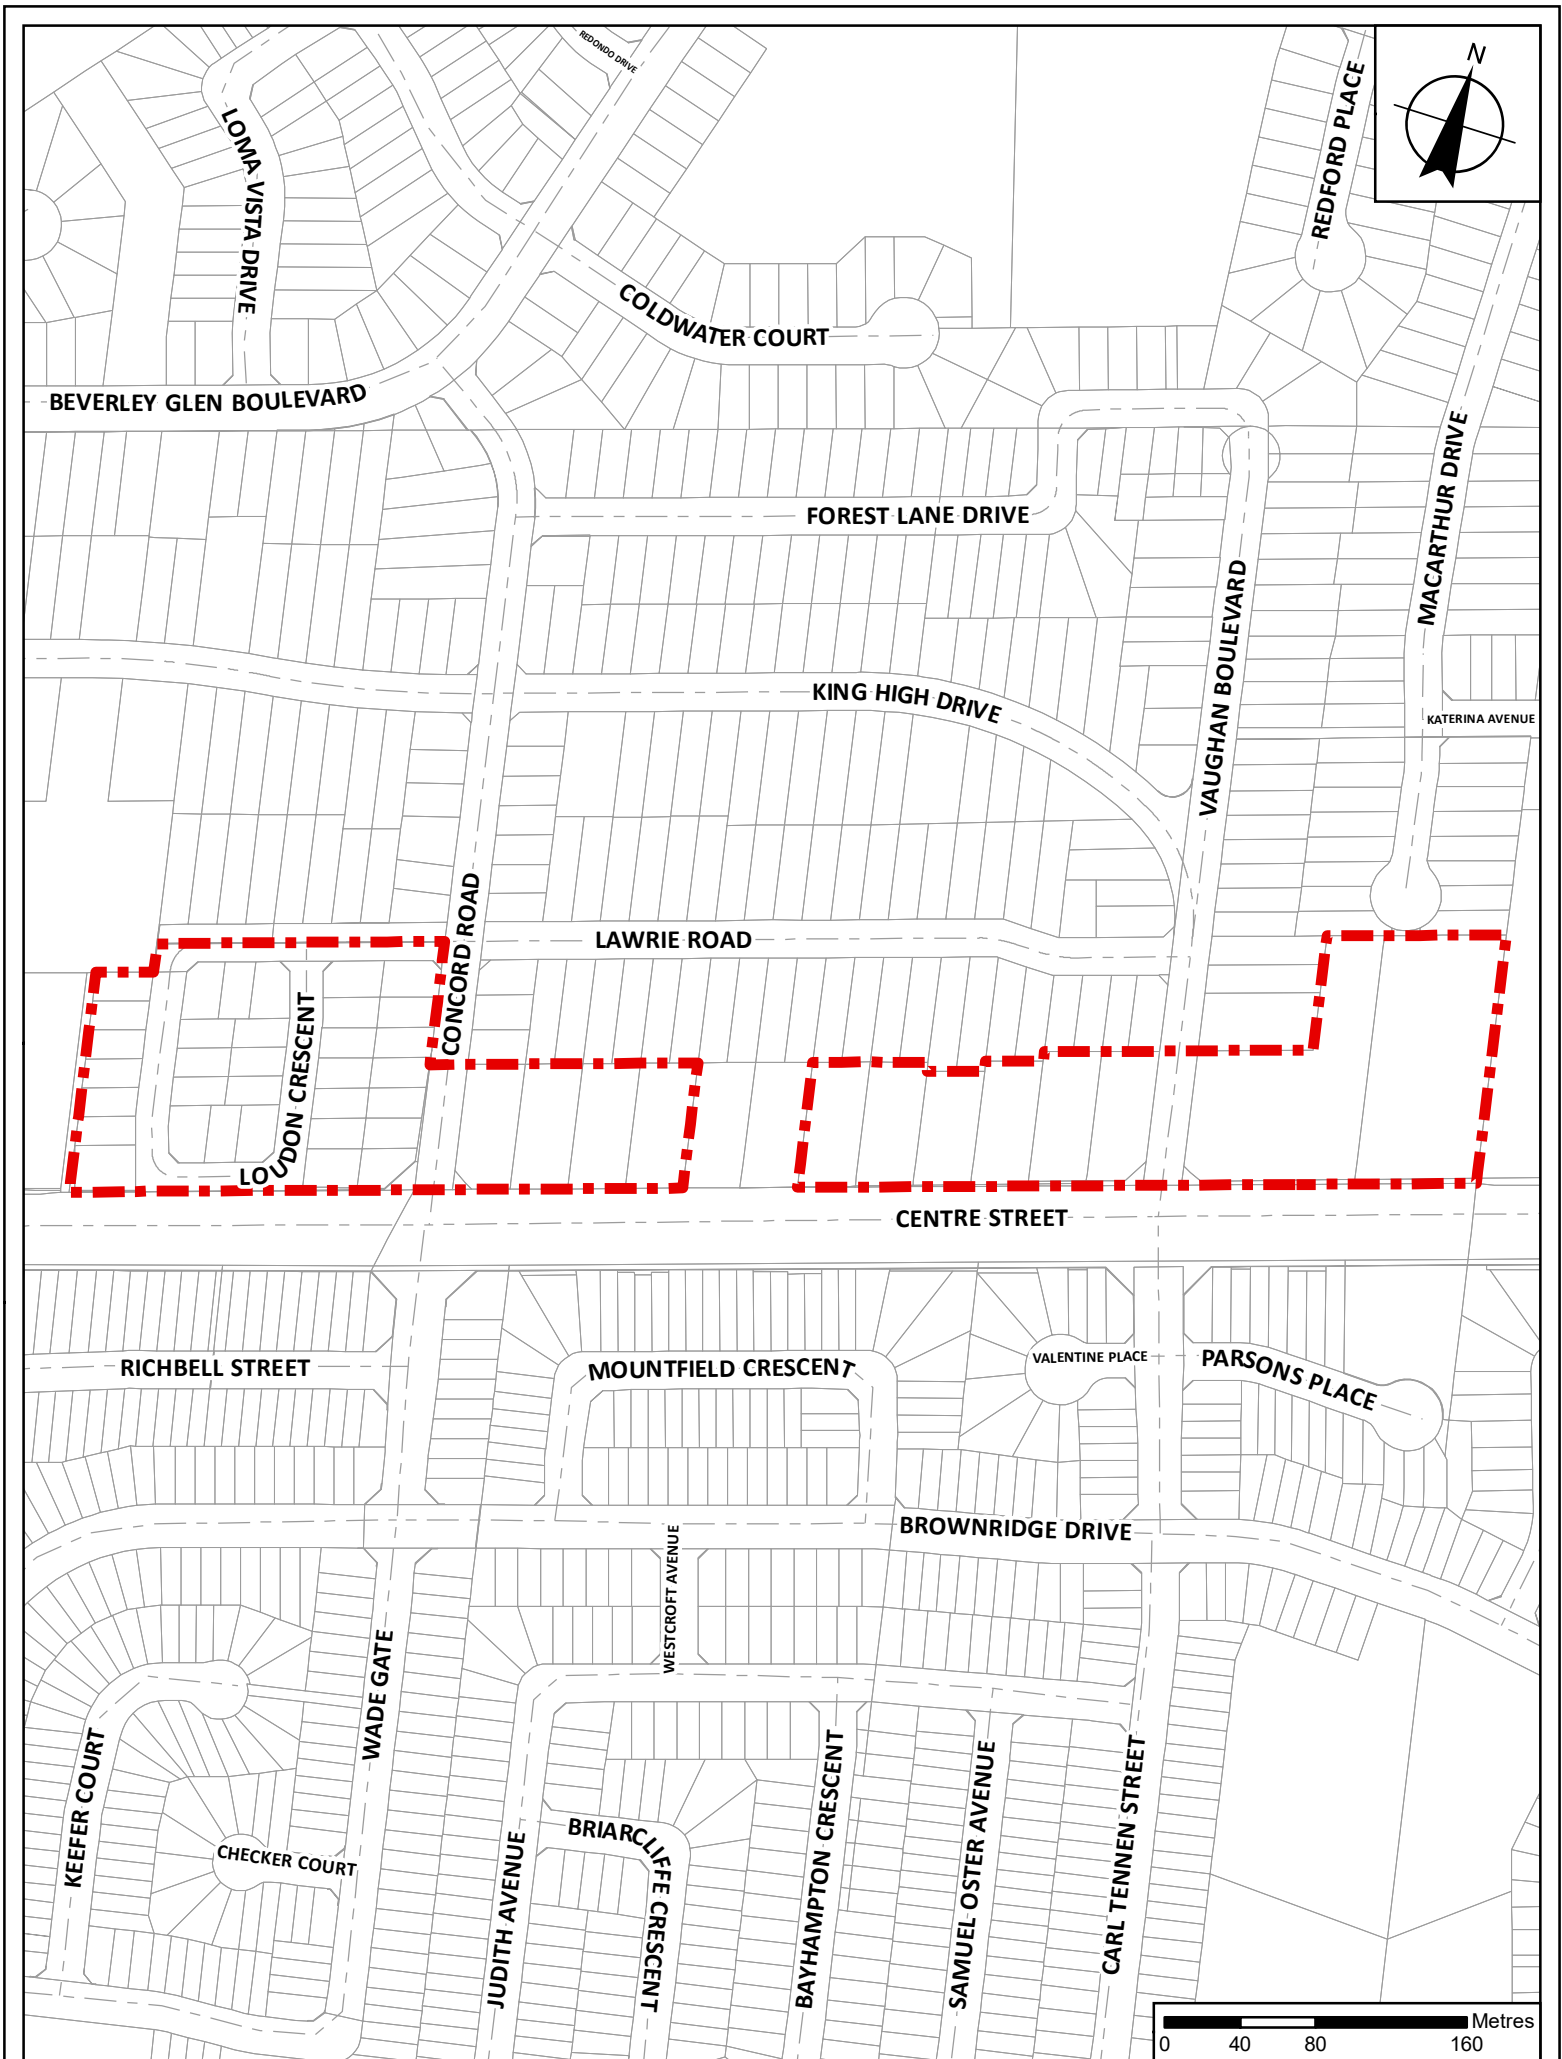 REDONDO DRIVE
N
LOMA VISTA DRIVE
REDFORD PLACE
COLDWATER COURT
BEVERLEY GLEN BOULEVARD
MACARTHUR DRIVE
FOREST LANE DRIVE
VAUGHAN BOULEVARD
KING HIGH DRIVE
KATERINA AVENUE
CONCORD ROAD
LAWRIE ROAD
LOUDON CRESCENT
CENTRE STREET
RICHBELL STREET
MOUNTFIELD CRESCENT
VALENTINE PLACE
PARSONS PLACE
BROWNRIDGE DRIVE
WESTCROFT AVENUE
WADE GATE
KEEFER COURT
CHECKER COURT
JUDITH AVENUE
BRIARCLIFFE CRESCENT
BAYHAMPTON CRESCENT
SAMUEL OSTER AVENUE
CARL TENNEN STREET
Metres
0 40 80 160